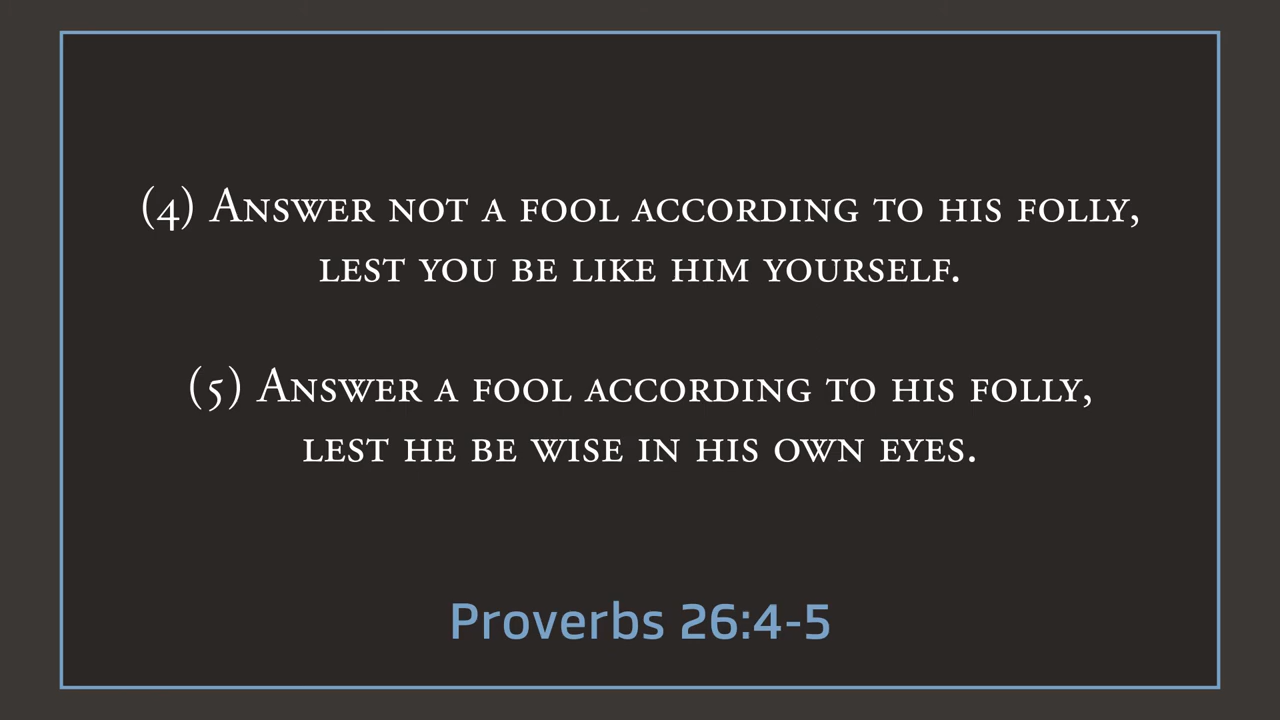 (4) Answer not a fool according to his folly,
lest you be like him yourself.
(5) Answer a fool according to his folly,
lest he be wise in his own eyes.
Proverbs 26:4-5